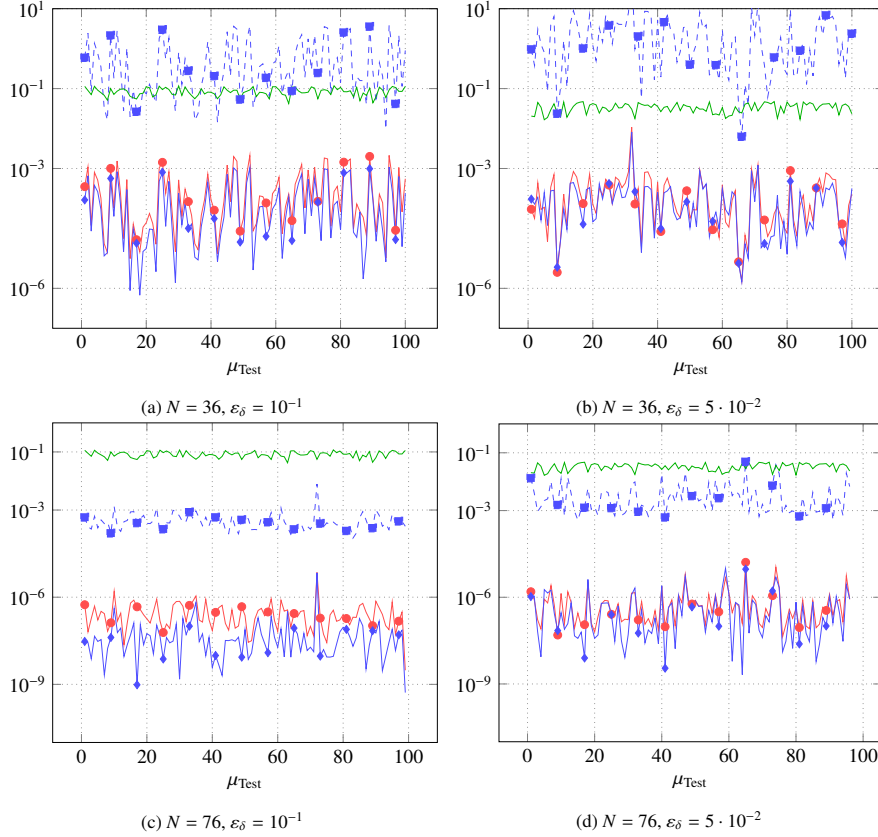 10^1
10^{-1}
10^{-3}
10^{-6}
0 20 40 60 80 100
μ_Test
(a) N = 36, ε_δ = 10^{-1}
10^1
10^{-1}
10^{-3}
10^{-6}
0 20 40 60 80 100
μ_Test
(b) N = 36, ε_δ = 5 · 10^{-2}
10^{-1}
10^{-3}
10^{-6}
10^{-9}
0 20 40 60 80 100
μ_Test
(c) N = 76, ε_δ = 10^{-1}
10^{-1}
10^{-3}
10^{-6}
10^{-9}
0 20 40 60 80 100
μ_Test
(d) N = 76, ε_δ = 5 · 10^{-2}